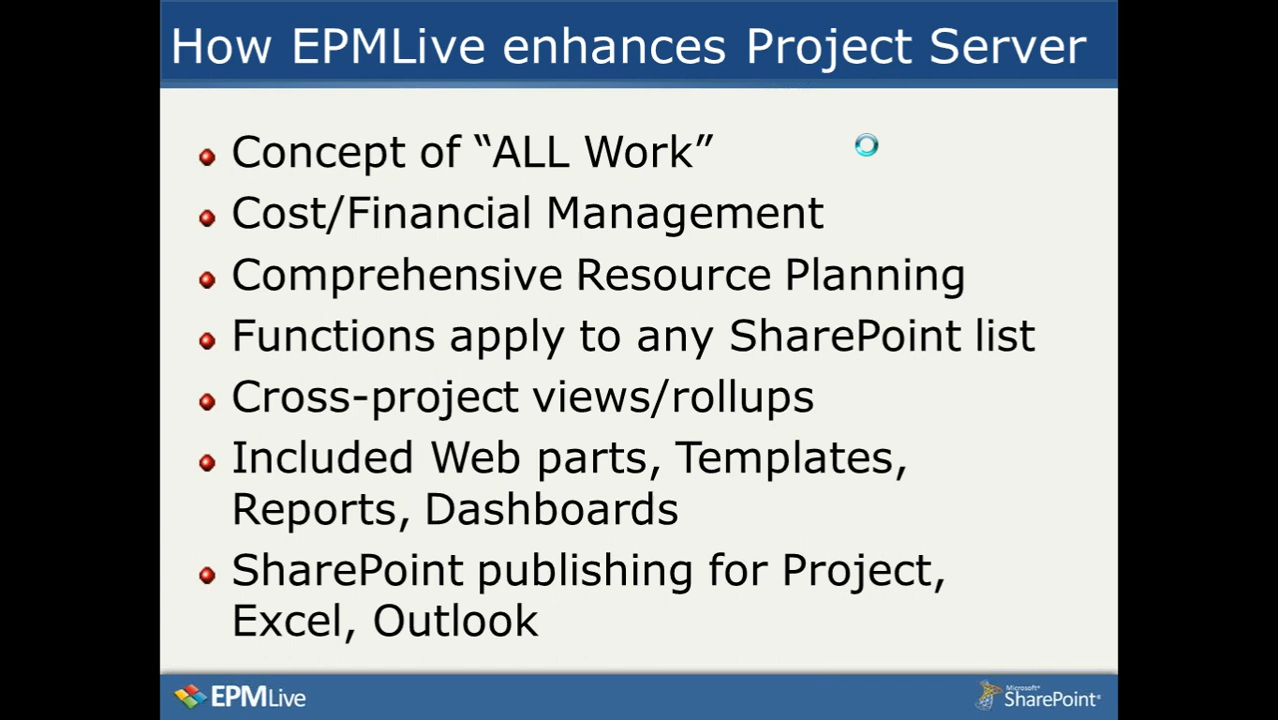 How EPMLive enhances Project Server
Concept of “ALL Work”
Cost/Financial Management
Comprehensive Resource Planning
Functions apply to any SharePoint list
Cross-project views/rollups
Included Web parts, Templates,
Reports, Dashboards
SharePoint publishing for Project,
Excel, Outlook
EPMLive
Microsoft®
SharePoint®